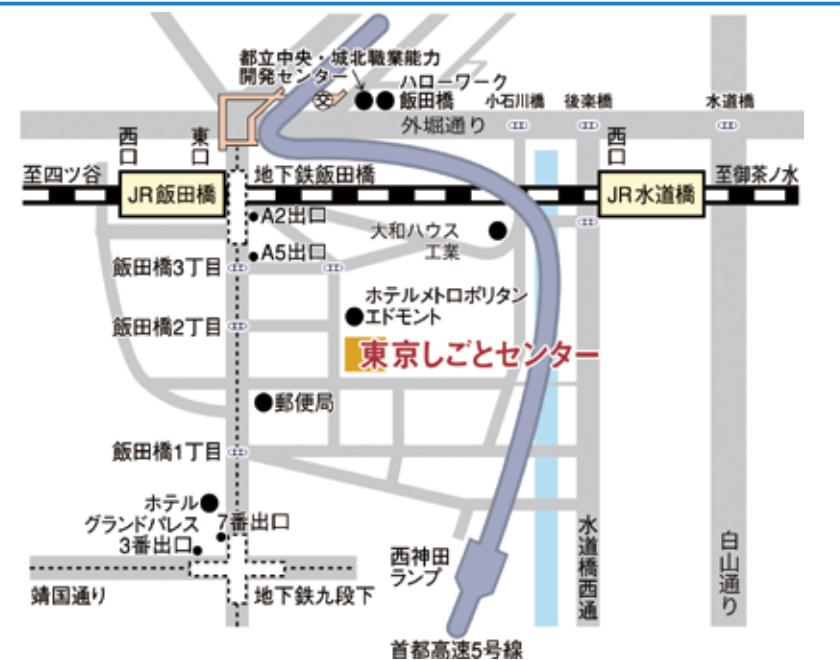 都立中央・城北職業能力
開発センター
ハローワーク
飯田橋
交
小石川橋
後楽橋
水道橋
外堀通り
西口
東口
西口
至四ツ谷
JR飯田橋
地下鉄飯田橋
JR水道橋
至御茶ノ水
A2出口
大和ハウス
工業
A5出口
飯田橋3丁目
ホテルメトロポリタン
エドモント
飯田橋2丁目
東京しごとセンター
郵便局
飯田橋1丁目
ホテル
グランドパレス
7番出口
3番出口
西神田
ランプ
水道橋西通
白山通り
靖国通り
地下鉄九段下
首都高速5号線